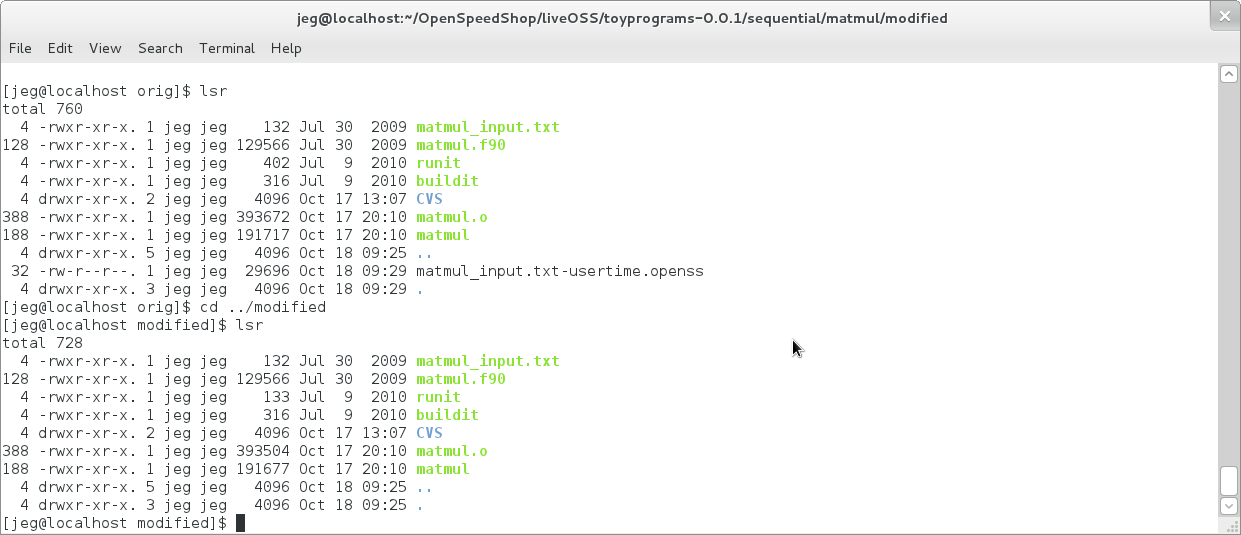 jeg@localhost:~/OpenSpeedShop/liveOSS/toyprograms-0.0.1/sequential/matmul/modified
File Edit View Search Terminal Help
[jeg@localhost orig]$ lsr
total 760
  4 -rwxr-xr-x. 1 jeg jeg    132 Jul 30  2009 matmul_input.txt
128 -rwxr-xr-x. 1 jeg jeg 129566 Jul 30  2009 matmul.f90
  4 -rwxr-xr-x. 1 jeg jeg    402 Jul  9  2010 runit
  4 -rwxr-xr-x. 1 jeg jeg    316 Jul  9  2010 buildit
  4 drwxr-xr-x. 2 jeg jeg   4096 Oct 17 13:07 CVS
388 -rwxr-xr-x. 1 jeg jeg 393672 Oct 17 20:10 matmul.o
188 -rwxr-xr-x. 1 jeg jeg 191717 Oct 17 20:10 matmul
  4 drwxr-xr-x. 5 jeg jeg   4096 Oct 18 09:25 ..
 32 -rw-r--r--. 1 jeg jeg  29696 Oct 18 09:29 matmul_input.txt-usertime.openss
  4 drwxr-xr-x. 3 jeg jeg   4096 Oct 18 09:29 .
[jeg@localhost orig]$ cd ../modified
[jeg@localhost modified]$ lsr
total 728
  4 -rwxr-xr-x. 1 jeg jeg    132 Jul 30  2009 matmul_input.txt
128 -rwxr-xr-x. 1 jeg jeg 129566 Jul 30  2009 matmul.f90
  4 -rwxr-xr-x. 1 jeg jeg    133 Jul  9  2010 runit
  4 -rwxr-xr-x. 1 jeg jeg    316 Jul  9  2010 buildit
  4 drwxr-xr-x. 2 jeg jeg   4096 Oct 17 13:07 CVS
388 -rwxr-xr-x. 1 jeg jeg 393504 Oct 17 20:10 matmul.o
188 -rwxr-xr-x. 1 jeg jeg 191677 Oct 17 20:10 matmul
  4 drwxr-xr-x. 5 jeg jeg   4096 Oct 18 09:25 ..
  4 drwxr-xr-x. 3 jeg jeg   4096 Oct 18 09:25 .
[jeg@localhost modified]$